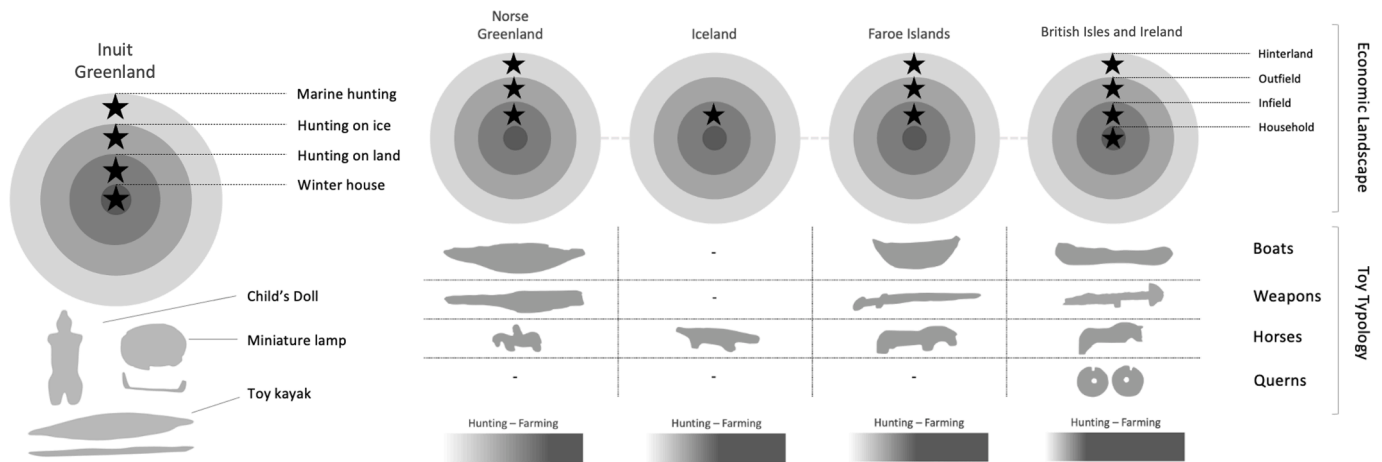 Inuit
Greenland
Marine hunting
Hunting on ice
Hunting on land
Winter house
Child's Doll
Miniature lamp
Toy kayak
Norse
Greenland
Iceland
Faroe Islands
British Isles and Ireland
Hinterland
Outfield
Infield
Household
Economic Landscape
-
Boats
-
Weapons
Horses
- - -
Querns
Toy Typology
Hunting – Farming
Hunting – Farming
Hunting – Farming
Hunting – Farming